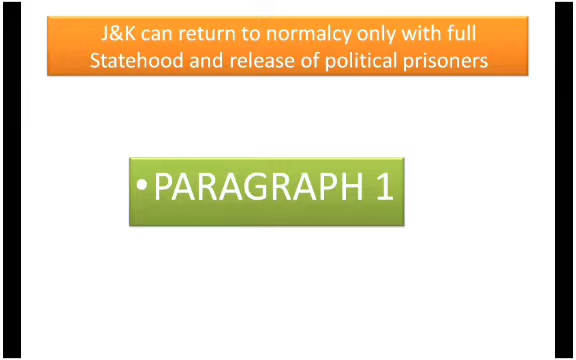 J&K can return to normalcy only with full
Statehood and release of political prisoners
• PARAGRAPH 1